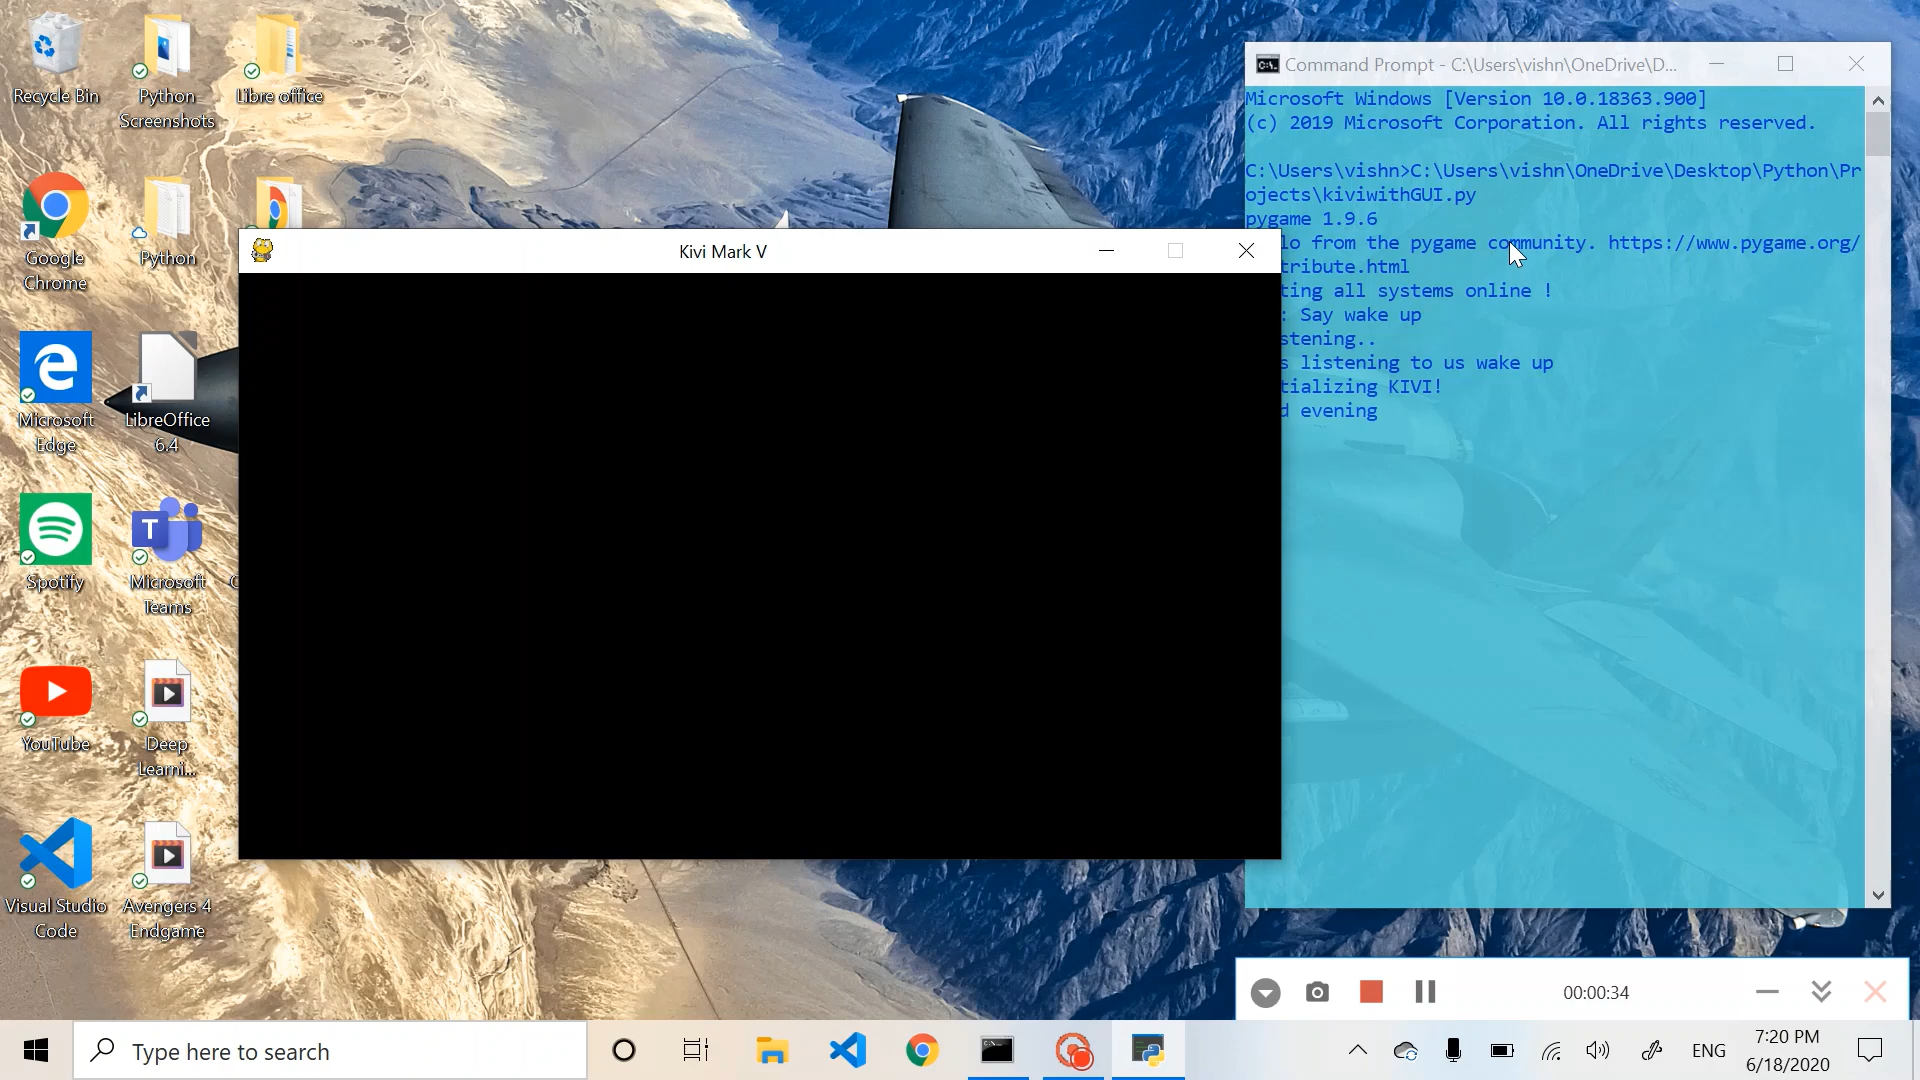 Recycle Bin
Python
Screenshots
Libre office
Google
Chrome
Python
Microsoft
Edge
LibreOffice
6.4
Spotify
Microsoft
Teams
YouTube
Deep
Learni...
Visual Studio
Code
Avengers 4
Endgame
Kivi Mark V
Command Prompt - C:\Users\vishn\OneDrive\D...
Microsoft Windows [Version 10.0.18363.900]
(c) 2019 Microsoft Corporation. All rights reserved.
C:\Users\vishn>C:\Users\vishn\OneDrive\Desktop\Python\Pr
ojects\kiviwithGUI.py
pygame 1.9.6
lo from the pygame community. https://www.pygame.org/
tribute.html
ting all systems online !
: Say wake up
stening..
s listening to us wake up
tializing KIVI!
d evening
00:00:34
Type here to search
ENG
7:20 PM
6/18/2020